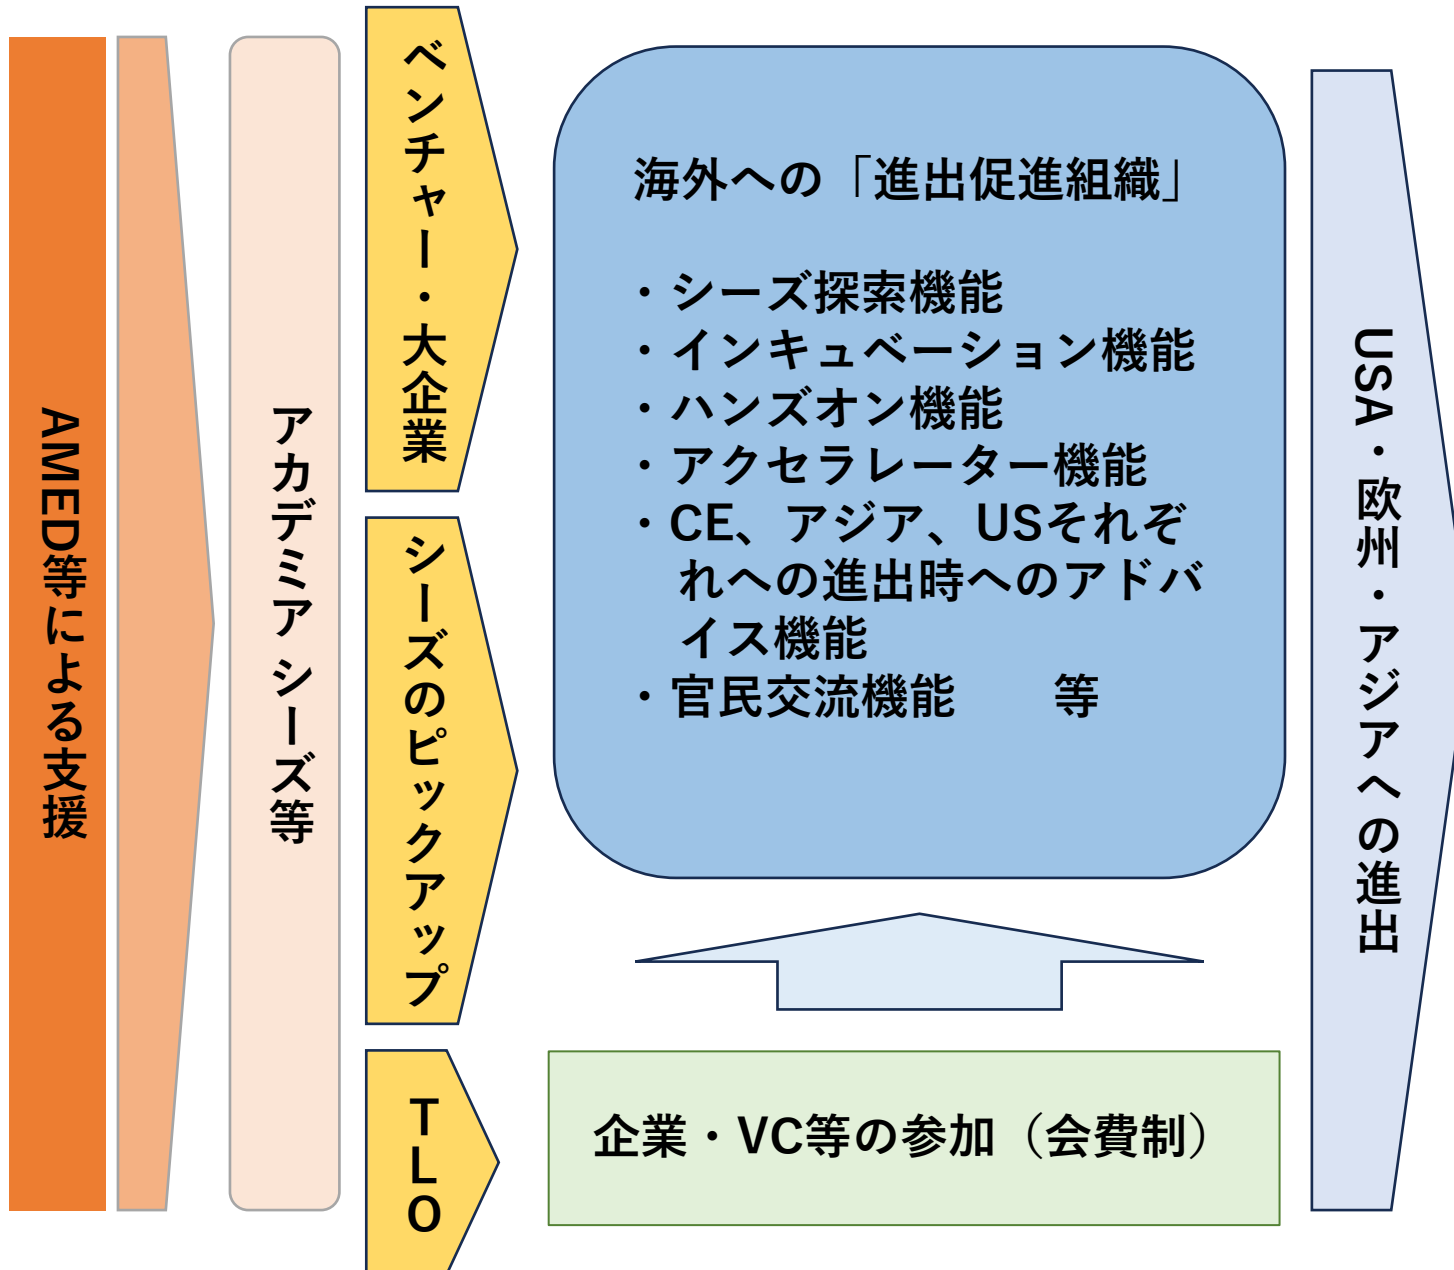 AMED等による支援
アカデミア シーズ等
ベンチャー・大企業
シーズのピックアップ
TLO
海外への「進出促進組織」
・シーズ探索機能
・インキュベーション機能
・ハンズオン機能
・アクセラレーター機能
・CE、アジア、USそれぞ
れへの進出時へのアドバ
イス機能
・官民交流機能　　等
企業・VC等の参加（会費制）
USA・欧州・アジアへの進出